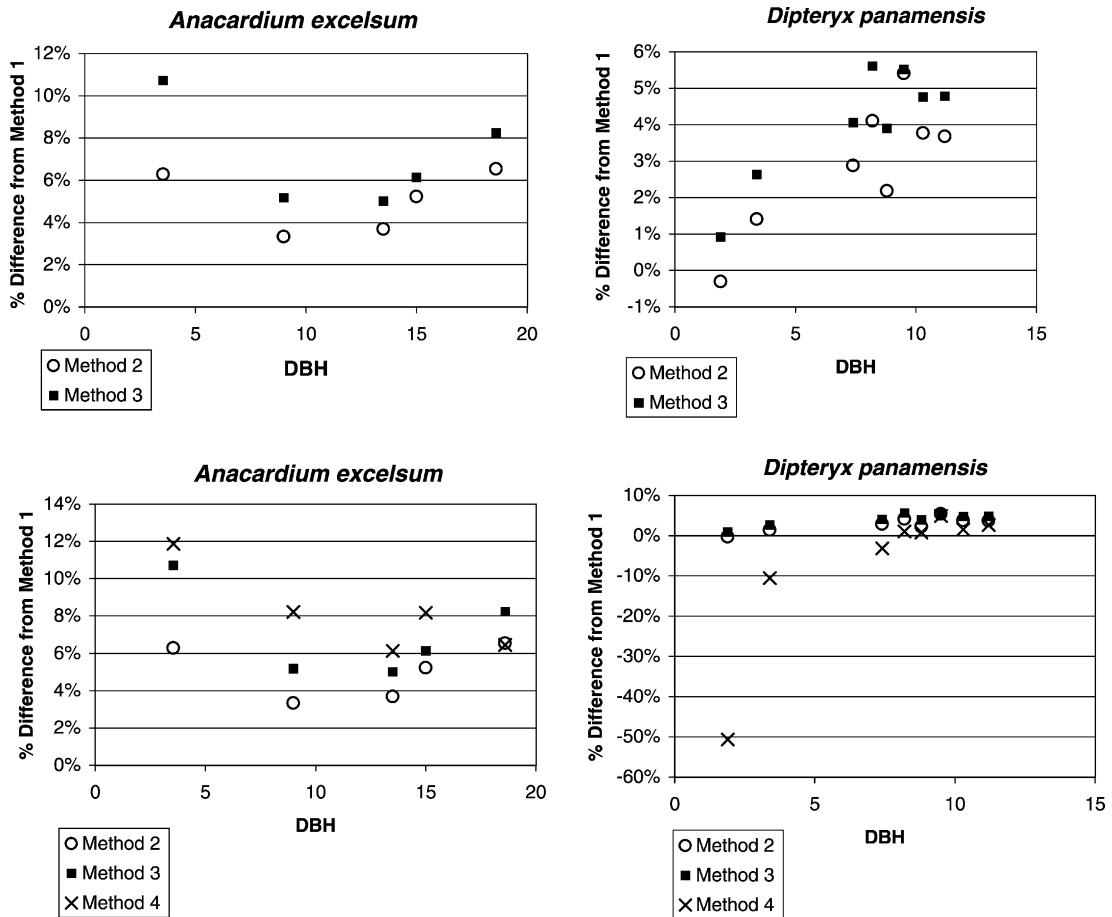 Anacardium excelsum
% Difference from Method 1
12%
10%
8%
6%
4%
2%
0%
0 5 10 15 20
DBH
Method 2
Method 3
Dipteryx panamensis
% Difference from Method 1
6%
5%
4%
3%
2%
1%
0%
-1%
0 5 10 15
DBH
Method 2
Method 3
Anacardium excelsum
% Difference from Method 1
14%
12%
10%
8%
6%
4%
2%
0%
0 5 10 15 20
DBH
Method 2
Method 3
Method 4
Dipteryx panamensis
% Difference from Method 1
10%
0%
-10%
-20%
-30%
-40%
-50%
-60%
0 5 10 15
DBH
Method 2
Method 3
Method 4